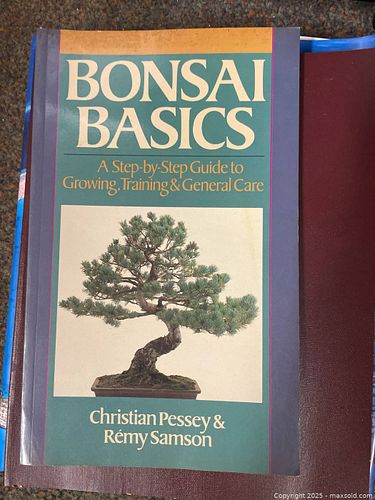 BONSAI
BASICS
A Step-by-Step Guide to
Growing, Training & General Care
Christian Pessey &
Rémy Samson
Copyright © 2025 - maxsold.com